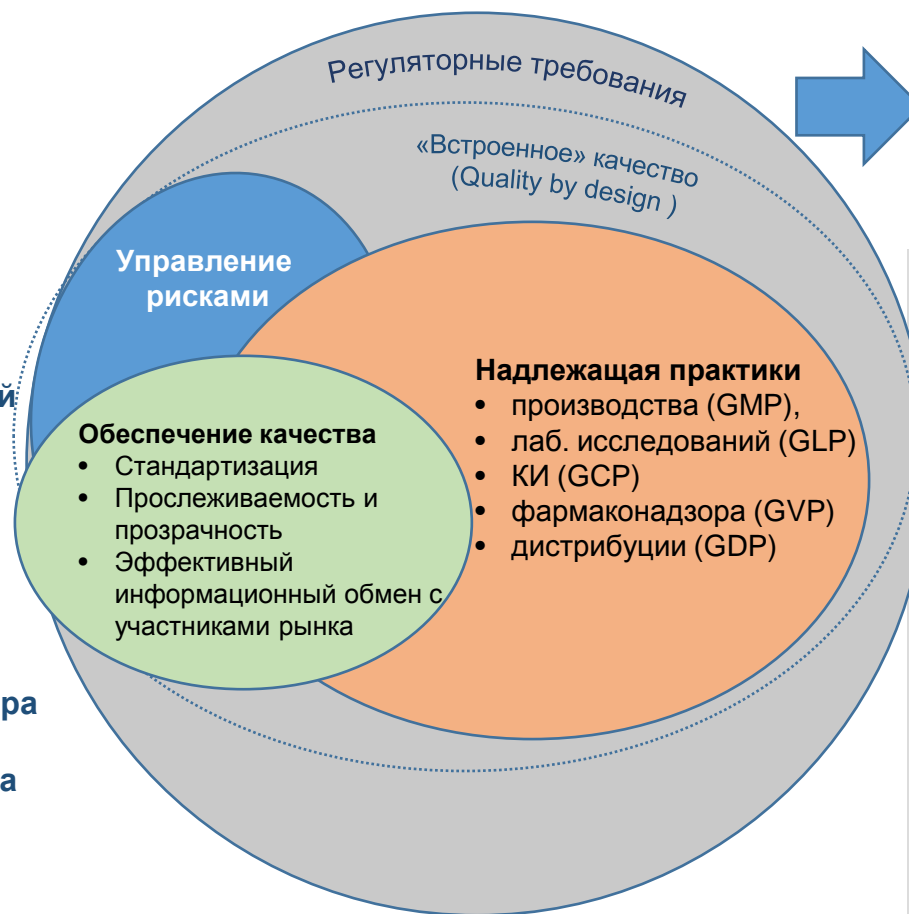 Регуляторные требования
«Встроенное» качество
(Quality by design )
Управление
рисками
Надлежащая практики
• производства (GMP),
• лаб. исследований (GLP)
• КИ (GCP)
• фармаконадзора (GVP)
• дистрибуции (GDP)
Обеспечение качества
• Стандартизация
• Прослеживаемость и
прозрачность
• Эффективный
информационный обмен с
участниками рынка